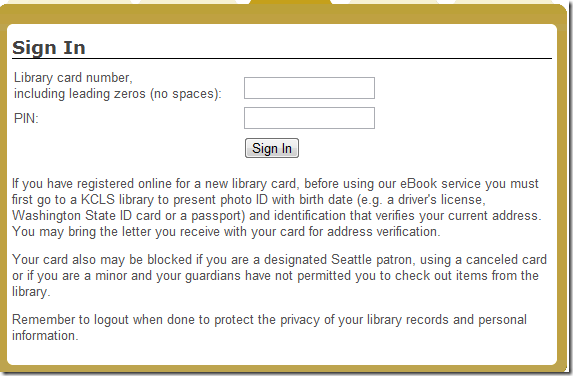 Sign In
Library card number,
including leading zeros (no spaces):
PIN:
Sign In
If you have registered online for a new library card, before using our eBook service you must
first go to a KCLS library to present photo ID with birth date (e.g. a driver's license,
Washington State ID card or a passport) and identification that verifies your current address.
You may bring the letter you receive with your card for address verification.
Your card also may be blocked if you are a designated Seattle patron, using a canceled card
or if you are a minor and your guardians have not permitted you to check out items from the
library.
Remember to logout when done to protect the privacy of your library records and personal
information.